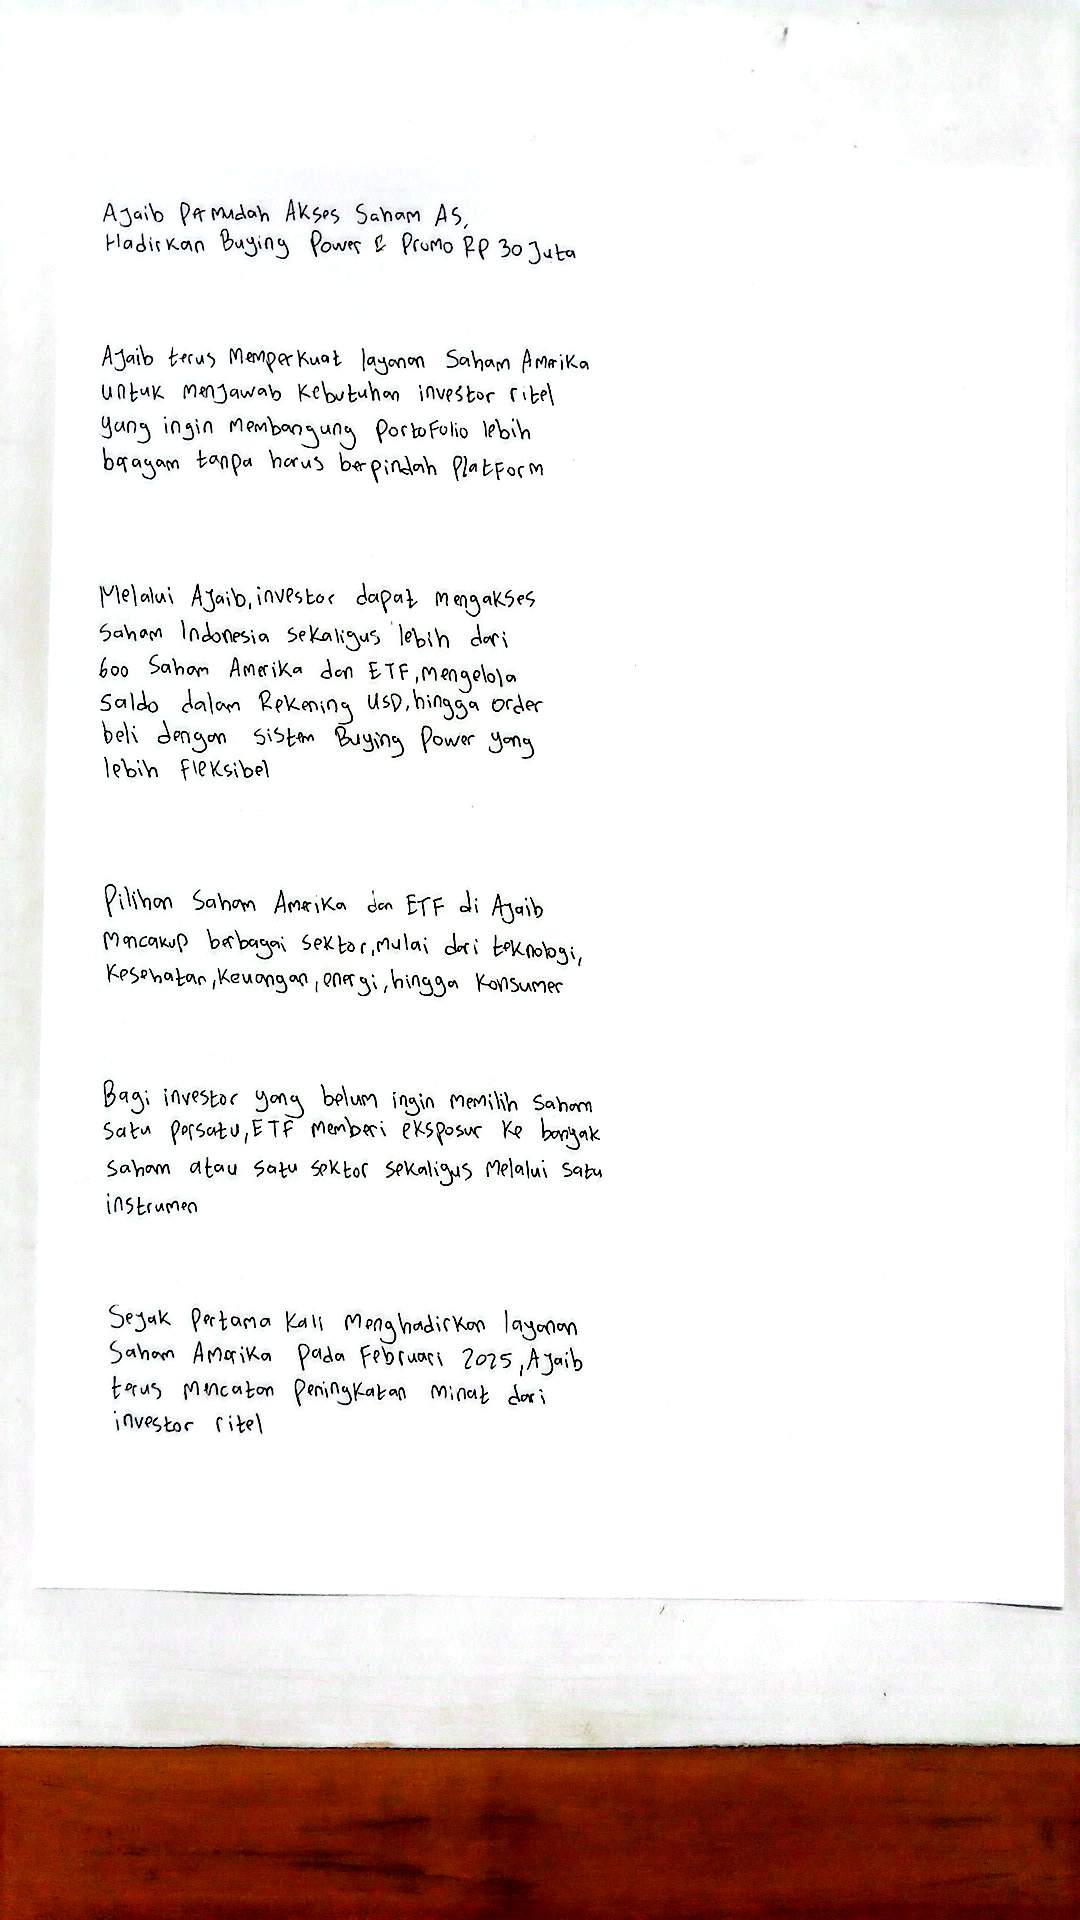 Ajaib Permudah Akses Saham AS,
Hadirkan Buying Power & Promo RP 30 Juta
Ajaib terus memperkuat layanan Saham Amerika
untuk menjawab kebutuhan investor ritel
yang ingin membangung portofolio lebih
beragam tanpa harus berpindah Platform
Melalui Ajaib, investor dapat mengakses
Saham Indonesia sekaligus lebih dari
600 Saham Amerika dan ETF, mengelola
saldo dalam Rekening USD, hingga order
beli dengan sistem Buying Power yang
lebih fleksibel
Pilihan Saham Amerika dan ETF di Ajaib
mencakup berbagai sektor, mulai dari teknologi,
kesehatan, keuangan, energi, hingga konsumer
Bagi investor yang belum ingin memilih saham
satu persatu, ETF memberi eksposur ke banyak
saham atau satu sektor sekaligus melalui satu
instrumen
Sejak pertama kali menghadirkan layanan
Saham Amerika pada Februari 2025, Ajaib
terus mencatan peningkatan minat dari
investor ritel